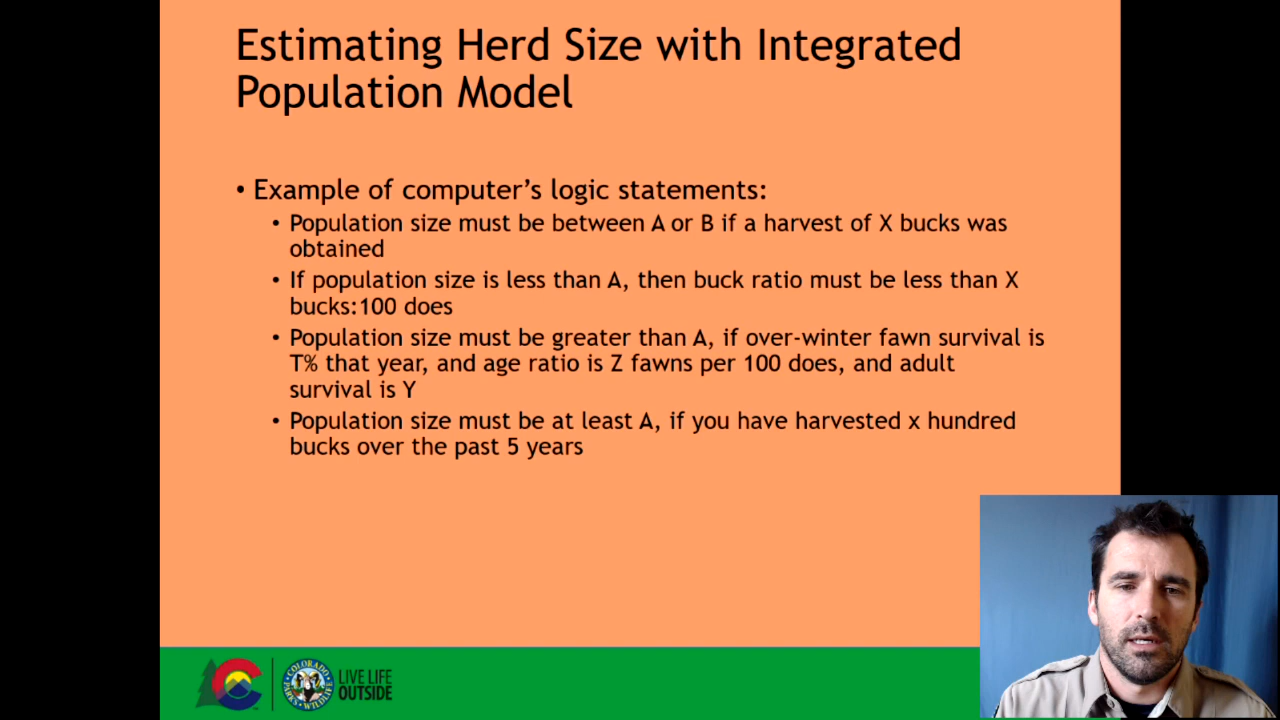 Estimating Herd Size with Integrated
Population Model
• Example of computer's logic statements:
• Population size must be between A or B if a harvest of X bucks was
obtained
• If population size is less than A, then buck ratio must be less than X
bucks:100 does
• Population size must be greater than A, if over-winter fawn survival is
T% that year, and age ratio is Z fawns per 100 does, and adult
survival is Y
• Population size must be at least A, if you have harvested x hundred
bucks over the past 5 years
COLORADO
PARKS WILDLIFE
LIVE LIFE
OUTSIDE